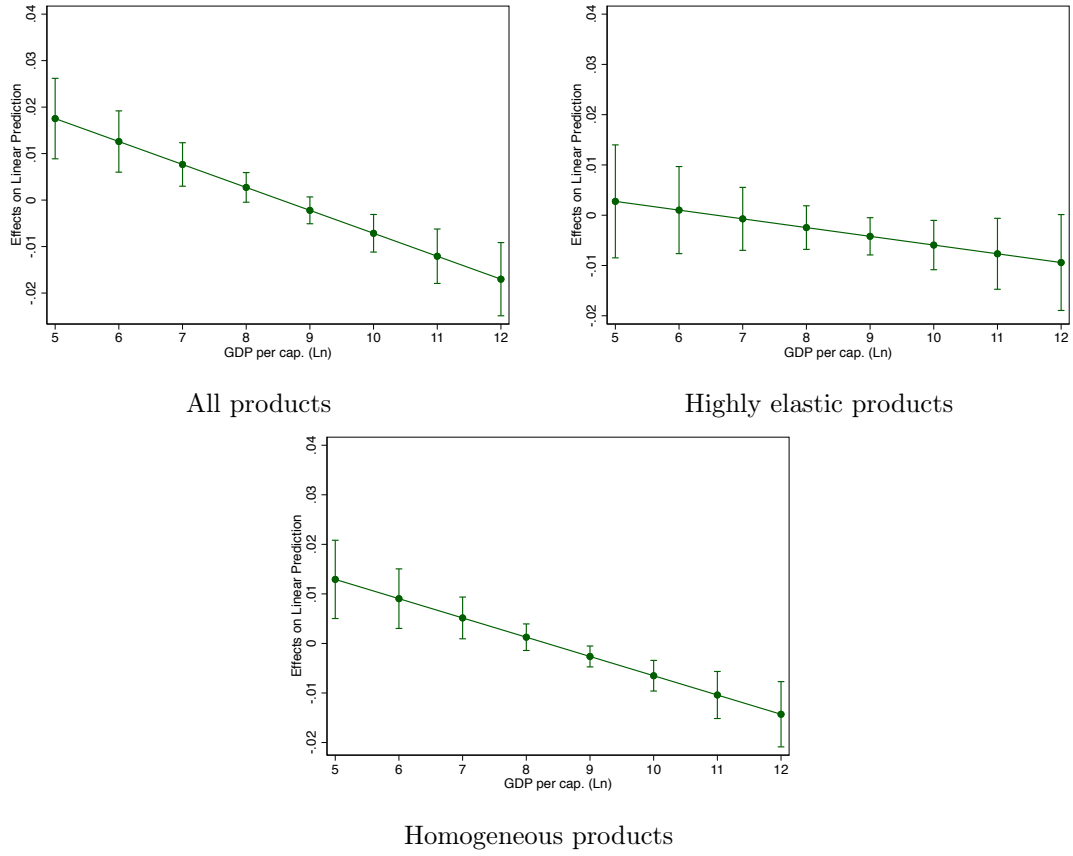 Effects on Linear Prediction
.04
.03
.02
.01
0
-.01
-.02
5 6 7 8 9 10 11 12
GDP per cap. (Ln)
All products
Effects on Linear Prediction
.04
.03
.02
.01
0
-.01
-.02
5 6 7 8 9 10 11 12
GDP per cap. (Ln)
Highly elastic products
Effects on Linear Prediction
.04
.03
.02
.01
0
-.01
-.02
5 6 7 8 9 10 11 12
GDP per cap. (Ln)
Homogeneous products